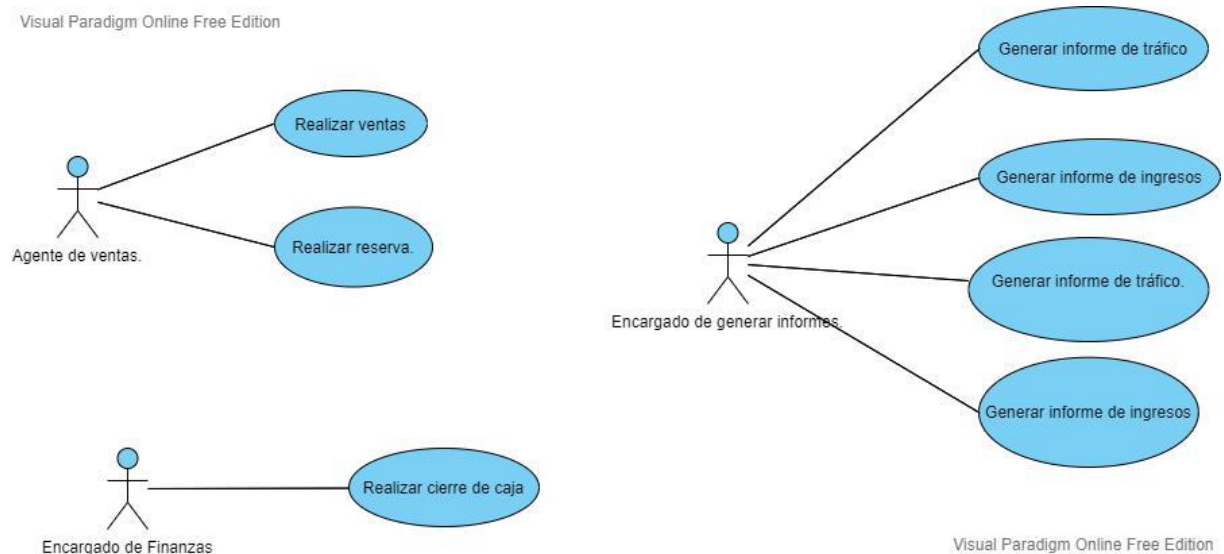 Visual Paradigm Online Free Edition
Realizar ventas
Realizar reserva.
Agente de ventas.
Realizar cierre de caja
Encargado de Finanzas
Generar informe de tráfico
Generar informe de ingresos
Generar informe de tráfico.
Encargado de generar informes.
Generar informe de ingresos
Visual Paradigm Online Free Edition